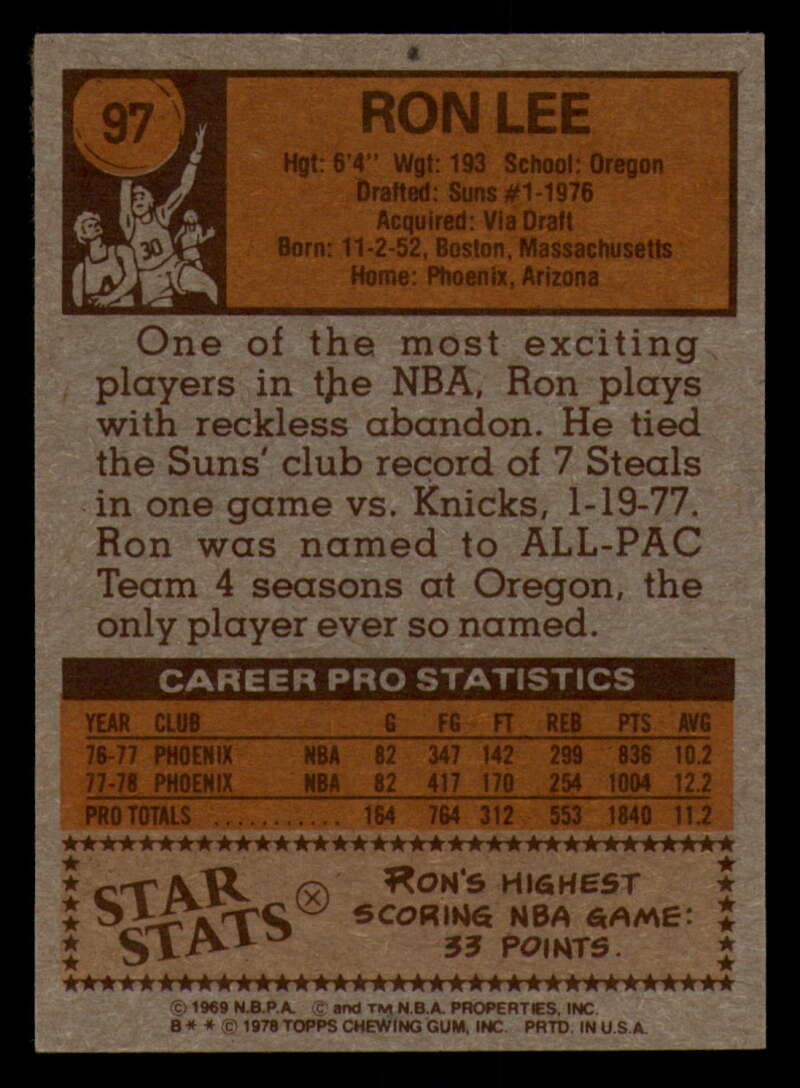 97
RON LEE
Hgt: 6'4" Wgt: 193 School: Oregon
Drafted: Suns #1-1976
Acquired: Via Draft
Born: 11-2-52, Boston, Massachusetts
Home: Phoenix, Arizona
30
One of the most exciting
players in the NBA, Ron plays
with reckless abandon. He tied
the Suns' club record of 7 Steals
in one game vs. Knicks, 1-19-77.
Ron was named to ALL-PAC
Team 4 seasons at Oregon, the
only player ever so named.
CAREER PRO STATISTICS
YEAR CLUB G FG FT REB PTS AVG
76-77 PHOENIX NBA 82 347 142 299 836 10.2
77-78 PHOENIX NBA 82 417 170 254 1004 12.2
PRO TOTALS ........... 164 764 312 553 1840 11.2
STAR STATS
RON'S HIGHEST
SCORING NBA GAME:
33 POINTS.
© 1969 N.B.P.A. © and TM N.B.A. PROPERTIES, INC.
B* * © 1978 TOPPS CHEWING GUM, INC. PRTD. IN U.S.A.